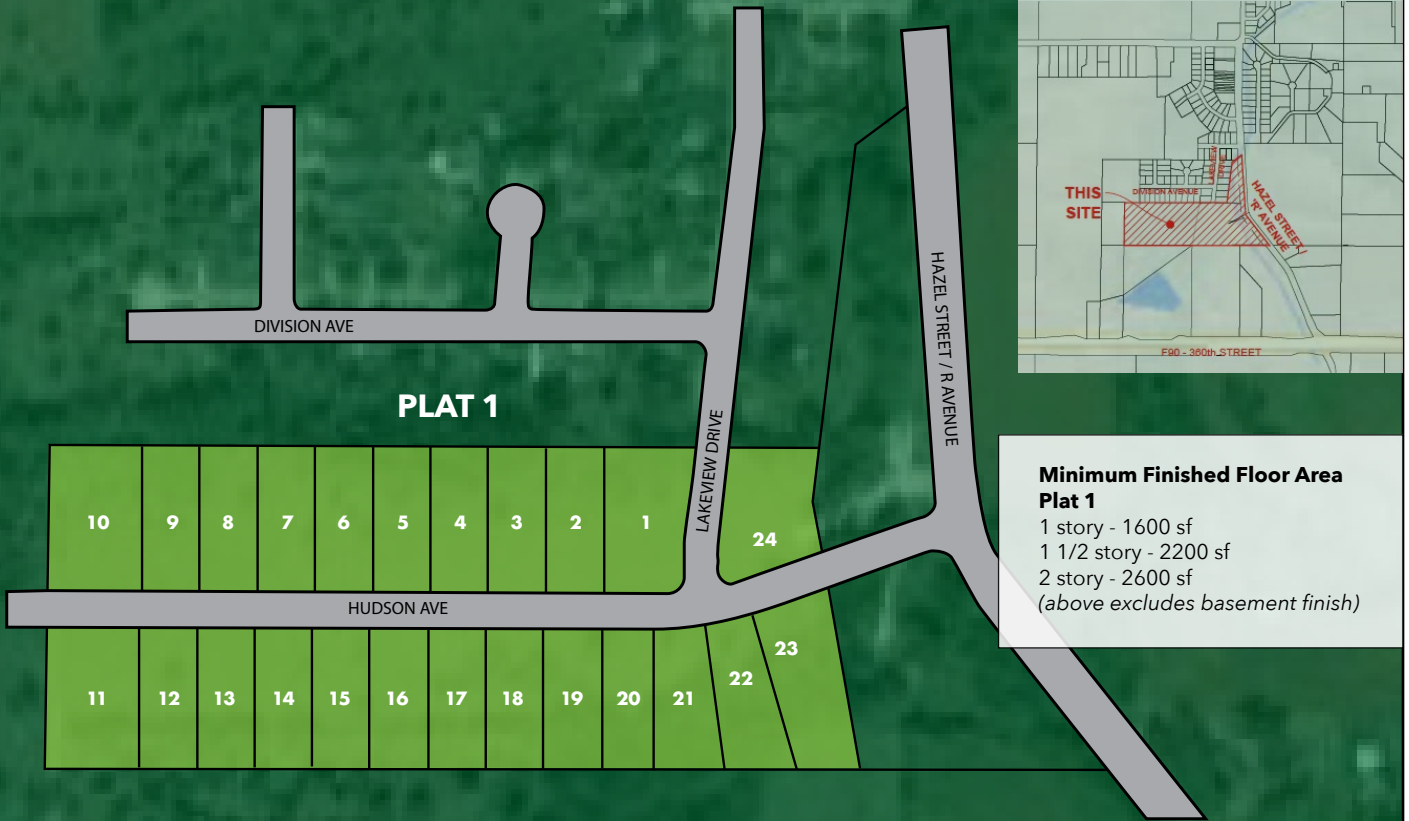 LAKEVIEW
DRIVE
DIVISION AVENUE
THIS
SITE
HAZEL STREET /
'R' AVENUE
F90 - 360th STREET
DIVISION AVE
HAZEL STREET / R AVENUE
PLAT 1
LAKEVIEW DRIVE
10
9
8
7
6
5
4
3
2
1
24
HUDSON AVE
11
12
13
14
15
16
17
18
19
20
21
22
23
Minimum Finished Floor Area
Plat 1
1 story - 1600 sf
1 1/2 story - 2200 sf
2 story - 2600 sf
(above excludes basement finish)